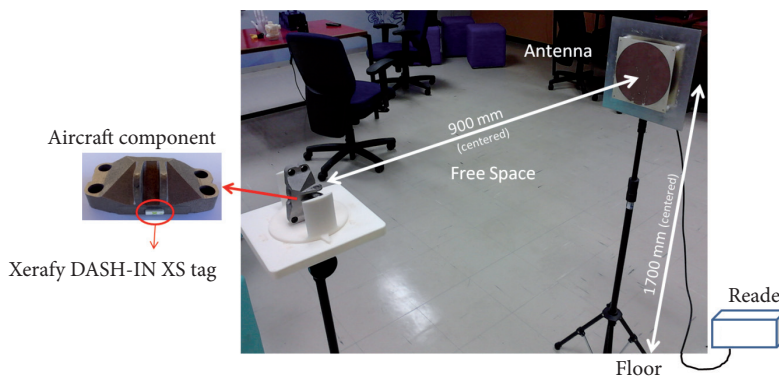 Antenna
Aircraft component
900 mm
(centered)
Free Space
Xerafy DASH-IN XS tag
1700 mm
(centered)
Reade
Floor